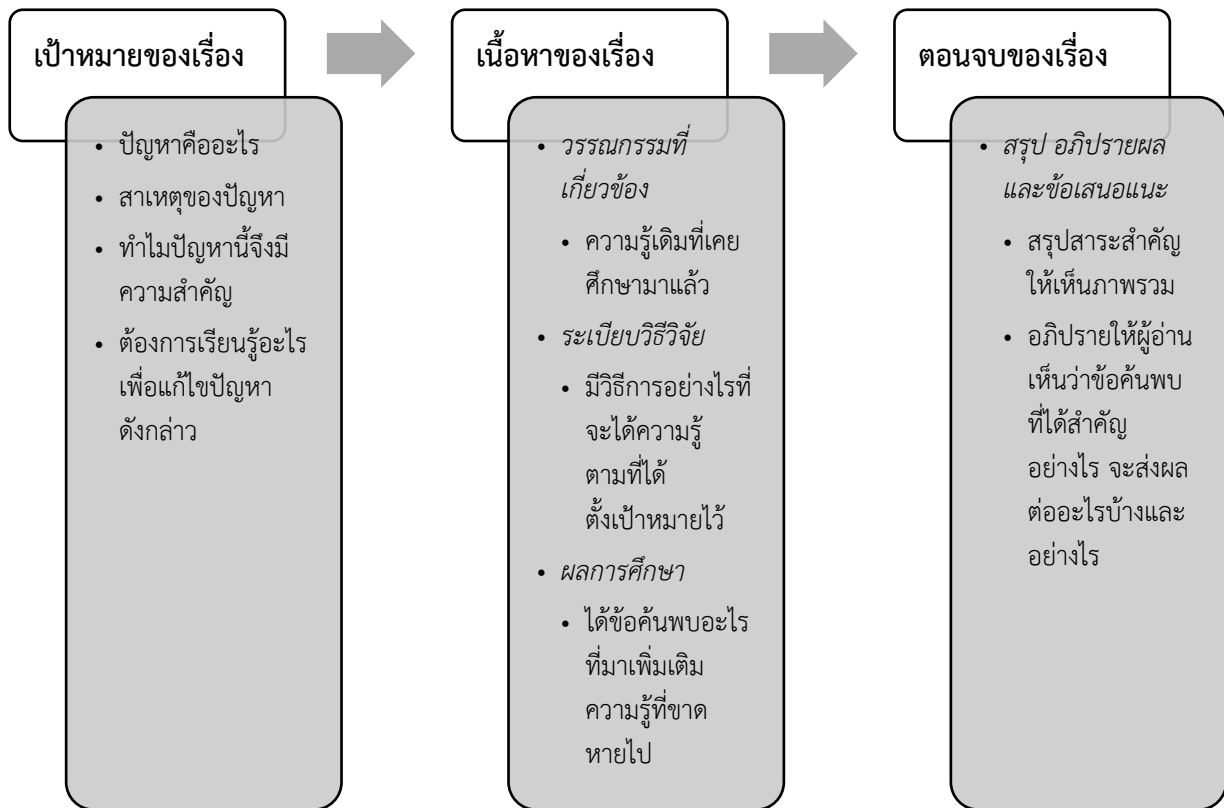 เป้าหมายของเรื่อง
• ปัญหาคืออะไร
• สาเหตุของปัญหา
• ทำไมปัญหานี้จึงมี
ความสำคัญ
• ต้องการเรียนรู้อะไร
เพื่อแก้ไขปัญหา
ดังกล่าว
เนื้อหาของเรื่อง
• วรรณกรรมที่
เกี่ยวข้อง
• ความรู้เดิมที่เคย
ศึกษามาแล้ว
• ระเบียบวิธีวิจัย
• มีวิธีการอย่างไรที่
จะได้ความรู้
ตามที่ได้
ตั้งเป้าหมายไว้
• ผลการศึกษา
• ได้ข้อค้นพบอะไร
ที่มาเพิ่มเติม
ความรู้ที่ขาด
หายไป
ตอนจบของเรื่อง
• สรุป อภิปรายผล
และข้อเสนอแนะ
• สรุปสาระสำคัญ
ให้เห็นภาพรวม
• อภิปรายให้ผู้อ่าน
เห็นว่าข้อค้นพบ
ที่ได้สำคัญ
อย่างไร จะส่งผล
ต่ออะไรบ้างและ
อย่างไร